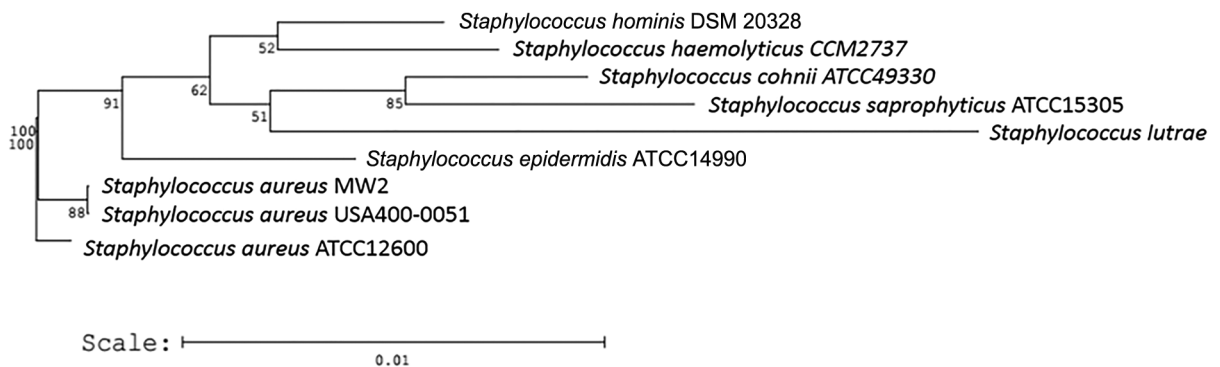 Staphylococcus hominis DSM 20328
52
Staphylococcus haemolyticus CCM2737
62
Staphylococcus cohnii ATCC49330
91
85
Staphylococcus saprophyticus ATCC15305
51
100
Staphylococcus lutrae
100
Staphylococcus epidermidis ATCC14990
Staphylococcus aureus MW2
88
Staphylococcus aureus USA400-0051
Staphylococcus aureus ATCC12600
Scale:
0.01